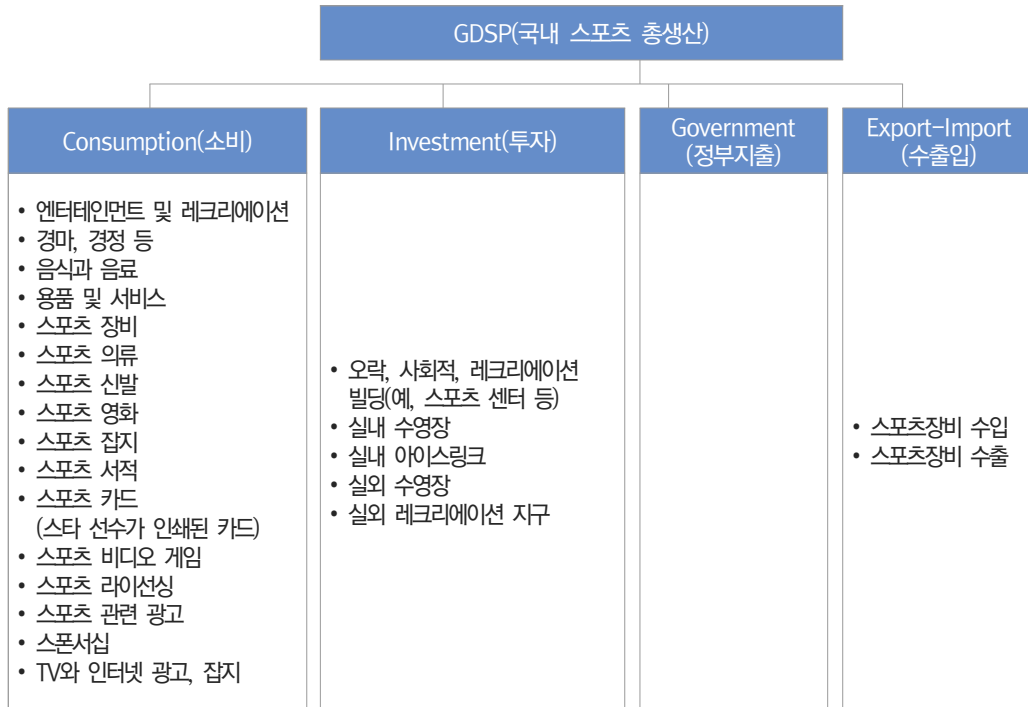 GDSP(국내 스포츠 총생산)
Consumption(소비)
• 엔터테인먼트 및 레크리에이션
• 경마, 경정 등
• 음식과 음료
• 용품 및 서비스
• 스포츠 장비
• 스포츠 의류
• 스포츠 신발
• 스포츠 영화
• 스포츠 잡지
• 스포츠 서적
• 스포츠 카드
(스타 선수가 인쇄된 카드)
• 스포츠 비디오 게임
• 스포츠 라이선싱
• 스포츠 관련 광고
• 스폰서십
• TV와 인터넷 광고, 잡지
Investment(투자)
• 오락, 사회적, 레크리에이션
빌딩(예, 스포츠 센터 등)
• 실내 수영장
• 실내 아이스링크
• 실외 수영장
• 실외 레크리에이션 지구
Government
(정부지출)
Export-Import
(수출입)
• 스포츠장비 수입
• 스포츠장비 수출